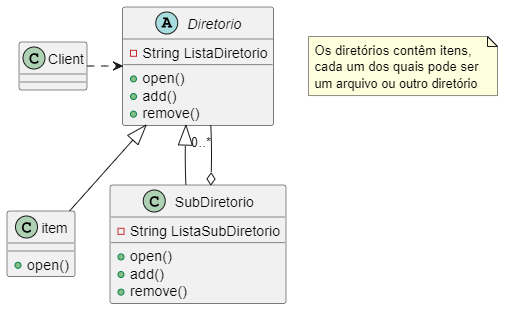 A Diretorio
String ListaDiretorio
open()
add()
remove()
C Client
Os diretórios contêm itens,
cada um dos quais pode ser
um arquivo ou outro diretório
0..*
C item
open()
C SubDiretorio
String ListaSubDiretorio
open()
add()
remove()